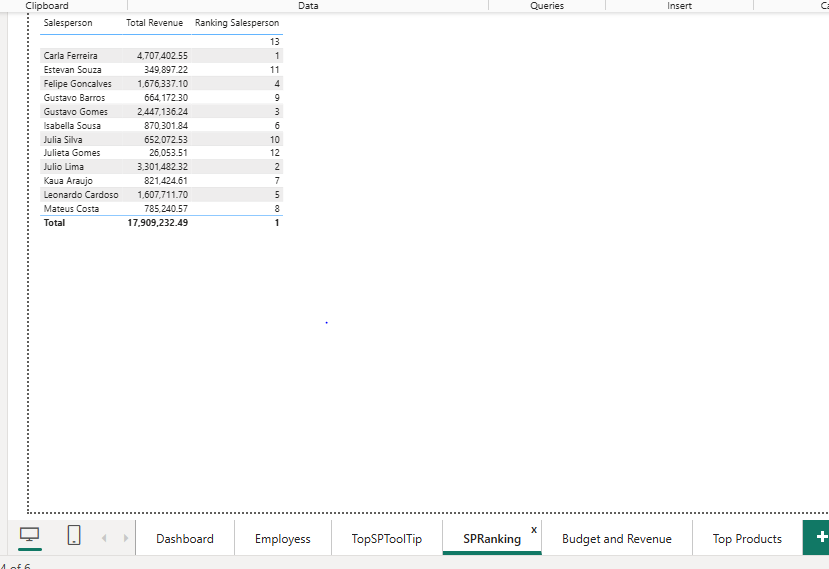 Clipboard Data Queries Insert Ca
Salesperson Total Revenue Ranking Salesperson
13
Carla Ferreira 4,707,402.55 1
Estevan Souza 349,897.22 11
Felipe Goncalves 1,676,337.10 4
Gustavo Barros 664,172.30 9
Gustavo Gomes 2,447,136.24 3
Isabella Sousa 870,301.84 6
Julia Silva 652,072.53 10
Julieta Gomes 26,053.51 12
Julio Lima 3,301,482.32 2
Kaua Araujo 821,424.61 7
Leonardo Cardoso 1,607,711.70 5
Mateus Costa 785,240.57 8
Total 17,909,232.49 1
Dashboard Employess TopSPToolTip SPRanking x Budget and Revenue Top Products +
4 of 6